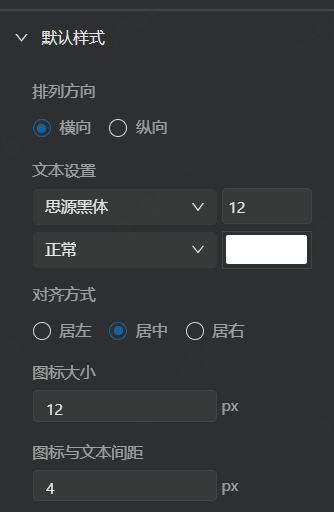 默认样式
排列方向
横向 纵向
文本设置
思源黑体 12
正常
对齐方式
居左 居中 居右
图标大小
12 px
图标与文本间距
4 px